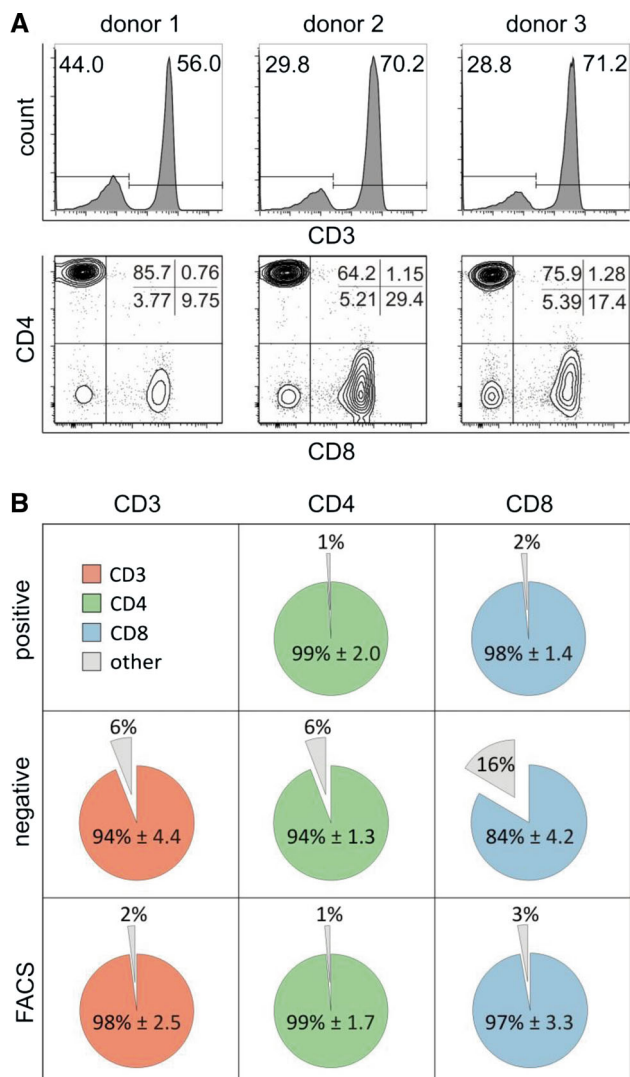 A
donor 1 donor 2 donor 3
44.0 56.0 29.8 70.2 28.8 71.2
count
CD3
85.7 0.76 64.2 1.15 75.9 1.28
3.77 9.75 5.21 29.4 5.39 17.4
CD4
CD8
B
CD3 CD4 CD8
positive
CD3
CD4
CD8
other
1% 2%
99% ± 2.0 98% ± 1.4
negative
6% 6% 16%
94% ± 4.4 94% ± 1.3 84% ± 4.2
FACS
2% 1% 3%
98% ± 2.5 99% ± 1.7 97% ± 3.3